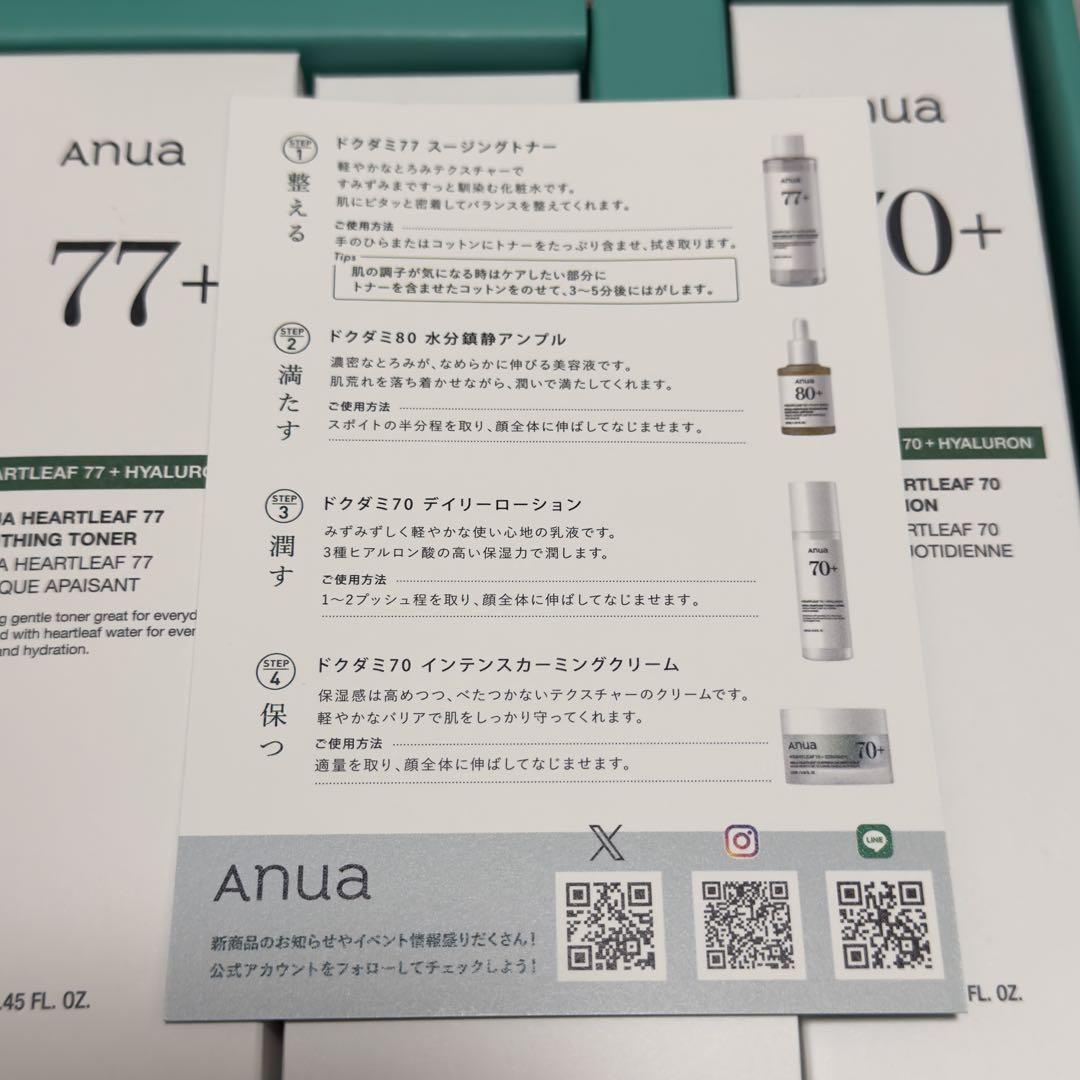 Anua
77+
ARTLEAF 77 + HYALURO
UA HEARTLEAF 77
THING TONER
A HEARTLEAF 77
QUE APAISANT
g gentle toner great for everyd
d with heartleaf water for ever
and hydration.
.45 FL. OZ.
STEP 1
整える
ドクダミ77 スージングトナー
軽やかなとろみテクスチャーで
すみずみまですっと馴染む化粧水です。
肌にピタッと密着してバランスを整えてくれます。
ご使用方法
手のひらまたはコットンにトナーをたっぷり含ませ、拭き取ります。
Tips
肌の調子が気になる時はケアしたい部分に
トナーを含ませたコットンをのせて、3〜5分後にはがします。
Anua
77+
STEP 2
満たす
ドクダミ80 水分鎮静アンプル
濃密なとろみが、なめらかに伸びる美容液です。
肌荒れを落ち着かせながら、潤いで満たしてくれます。
ご使用方法
スポイトの半分程を取り、顔全体に伸ばしてなじませます。
Anua
80+
STEP 3
潤す
ドクダミ70 デイリーローション
みずみずしく軽やかな使い心地の乳液です。
3種ヒアルロン酸の高い保湿力で潤します。
ご使用方法
1〜2プッシュ程を取り、顔全体に伸ばしてなじませます。
Anua
70+
STEP 4
保つ
ドクダミ70 インテンスカーミングクリーム
保湿感は高めつつ、べたつかないテクスチャーのクリームです。
軽やかなバリアで肌をしっかり守ってくれます。
ご使用方法
適量を取り、顔全体に伸ばしてなじませます。
Anua
70+
Anua
新商品のお知らせやイベント情報盛りだくさん!
公式アカウントをフォローしてチェックしよう!
X
LINE
nua
70+
70 + HYALURON
RTLEAF 70
ION
RTLEAF 70
UOTIDIENNE
FL. OZ.